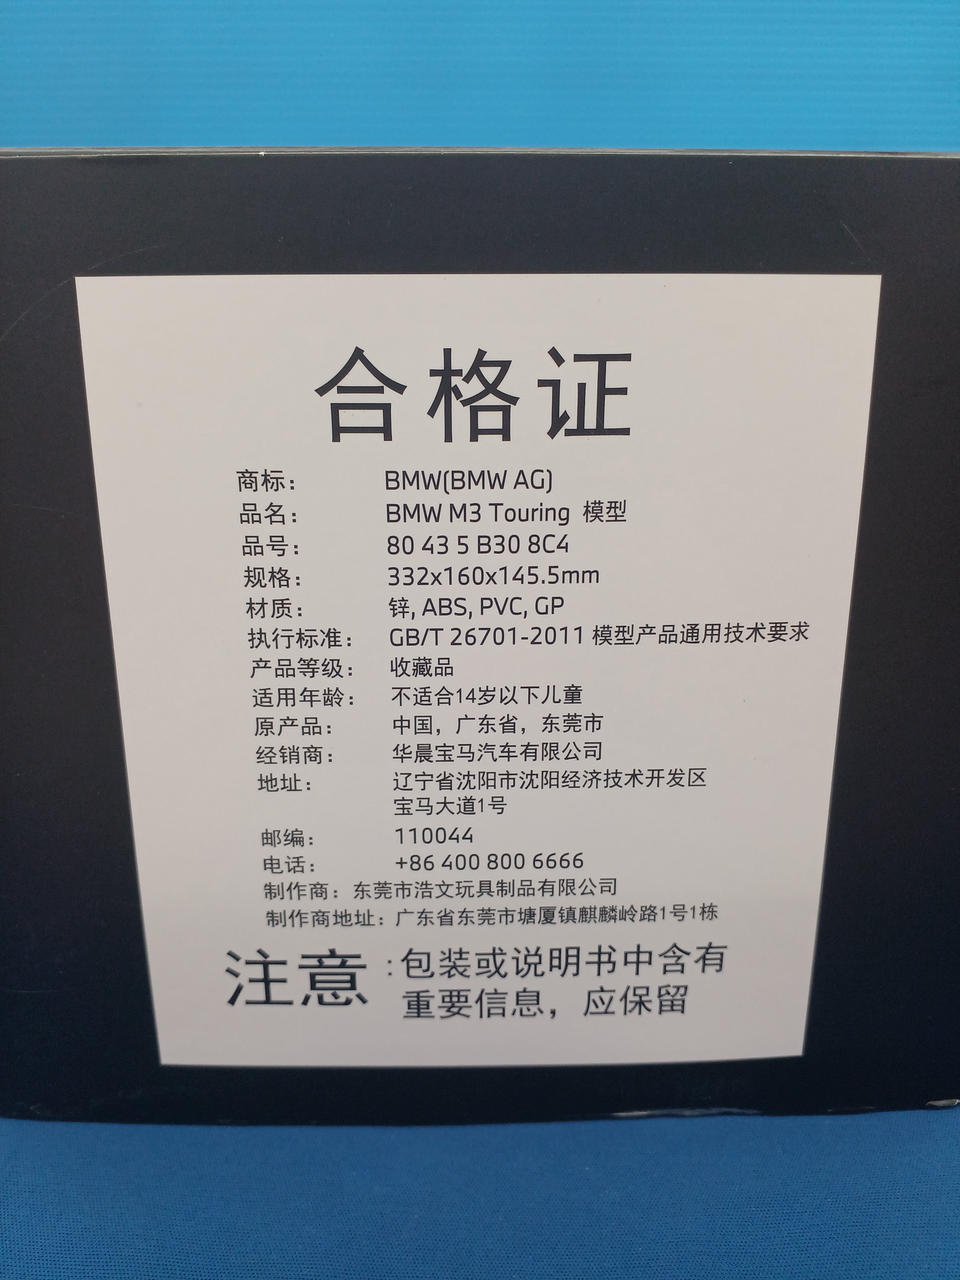 合格证
商标： BMW(BMW AG)
品名： BMW M3 Touring 模型
品号： 80 43 5 B30 8C4
规格： 332x160x145.5mm
材质： 锌, ABS, PVC, GP
执行标准： GB/T 26701-2011 模型产品通用技术要求
产品等级： 收藏品
适用年龄： 不适合14岁以下儿童
原产品： 中国，广东省，东莞市
经销商： 华晨宝马汽车有限公司
地址： 辽宁省沈阳市沈阳经济技术开发区
宝马大道1号
邮编： 110044
电话： +86 400 800 6666
制作商：东莞市浩文玩具制品有限公司
制作商地址：广东省东莞市塘厦镇麒麟岭路1号1栋
注意:包装或说明书中含有
重要信息，应保留